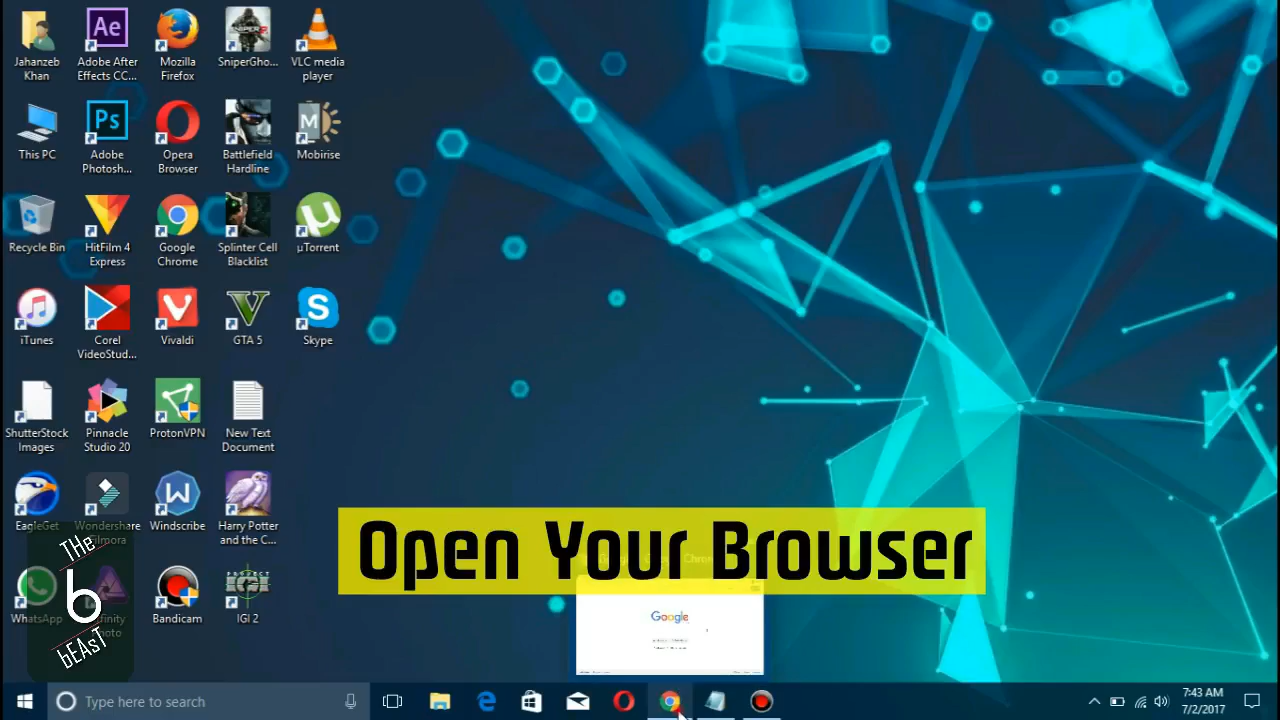 Jahanzeb
Khan
Adobe After
Effects CC...
Mozilla
Firefox
SniperGho...
VLC media
player
This PC
Adobe
Photosh...
Opera
Browser
Battlefield
Hardline
Mobirise
Recycle Bin
HitFilm 4
Express
Google
Chrome
Splinter Cell
Blacklist
µTorrent
iTunes
Corel
VideoStud...
Vivaldi
GTA 5
Skype
ShutterStock
Images
Pinnacle
Studio 20
ProtonVPN
New Text
Document
EagleGet
Wondershare
Filmora
Windscribe
Harry Potter
and the C...
WhatsApp
Bandicam
IGI 2
THe
b
bEAsT
Open Your Browser
Google
Type here to search
7:43 AM
7/2/2017